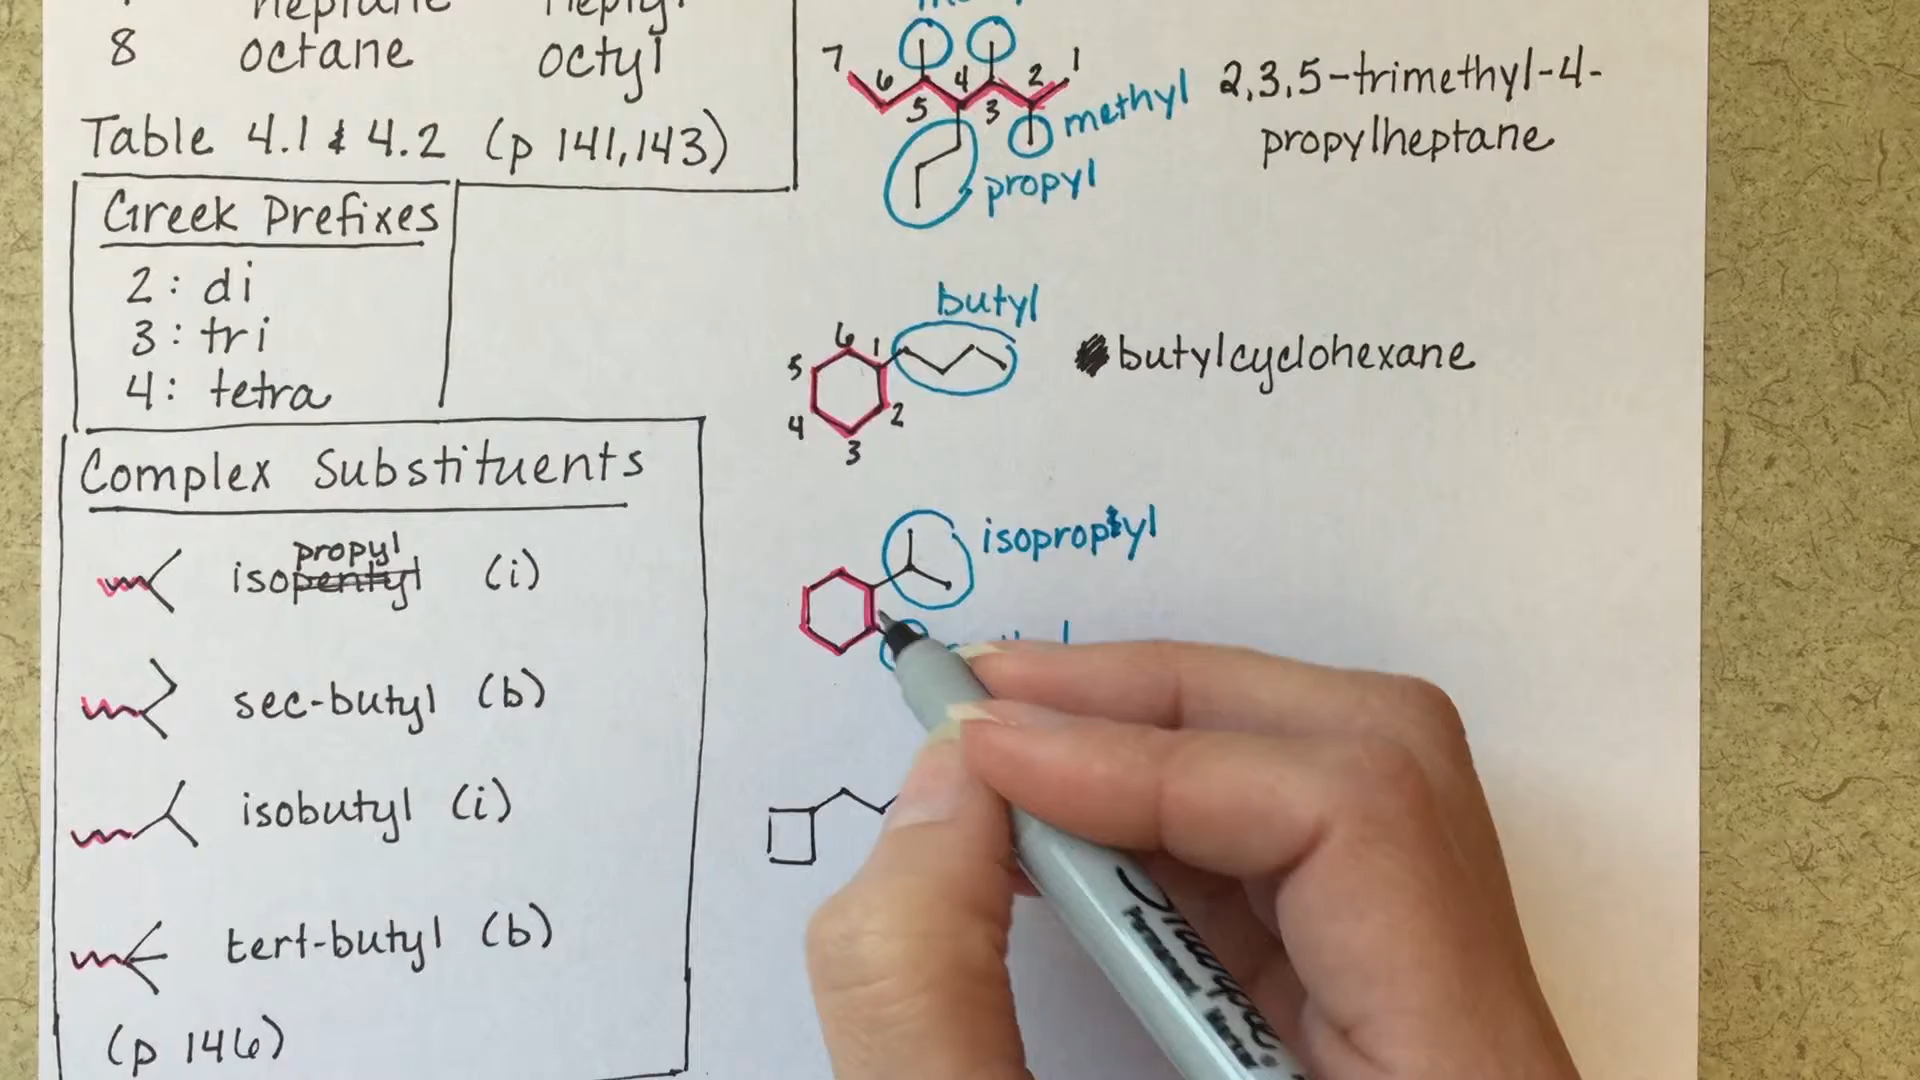 8 octane octyl
Table 4.1 & 4.2 (p 141,143)
Greek Prefixes
2: di
3: tri
4: tetra
Complex Substituents
propyl
isopentyl (i)
sec-butyl (b)
isobutyl (i)
tert-butyl (b)
(p 146)
7 6 5 4 3 2 1
methyl
propyl
2,3,5-trimethyl-4-
propylheptane
butyl
6 1
5
4 2
3
butylcyclohexane
isopropyl
Sharpie